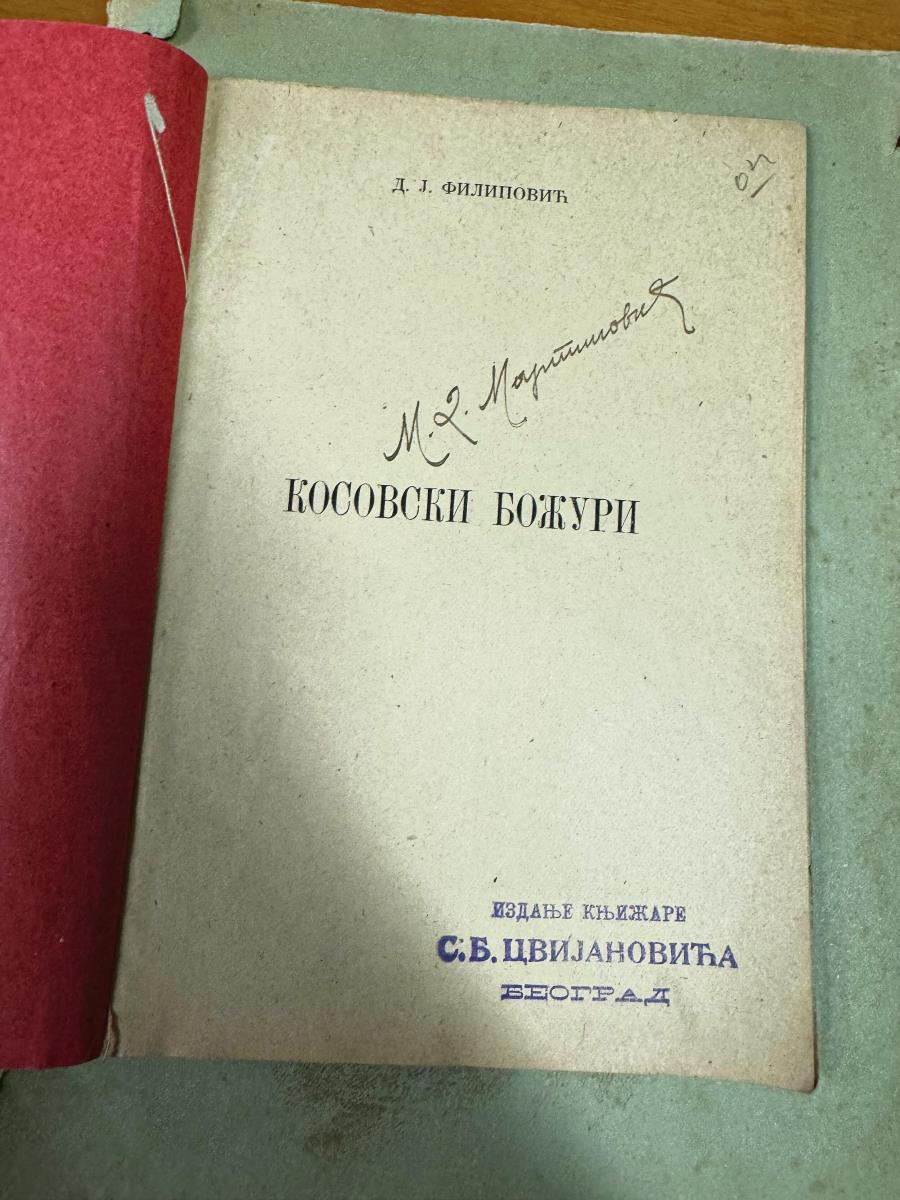 Д. Ј. ФИЛИПОВИЋ
М. Д. Мартиновић
КОСОВСКИ БОЖУРИ
ИЗДАЊЕ КЊИЖАРЕ
С. Б. ЦВИЈАНОВИЋА
БЕОГРАД